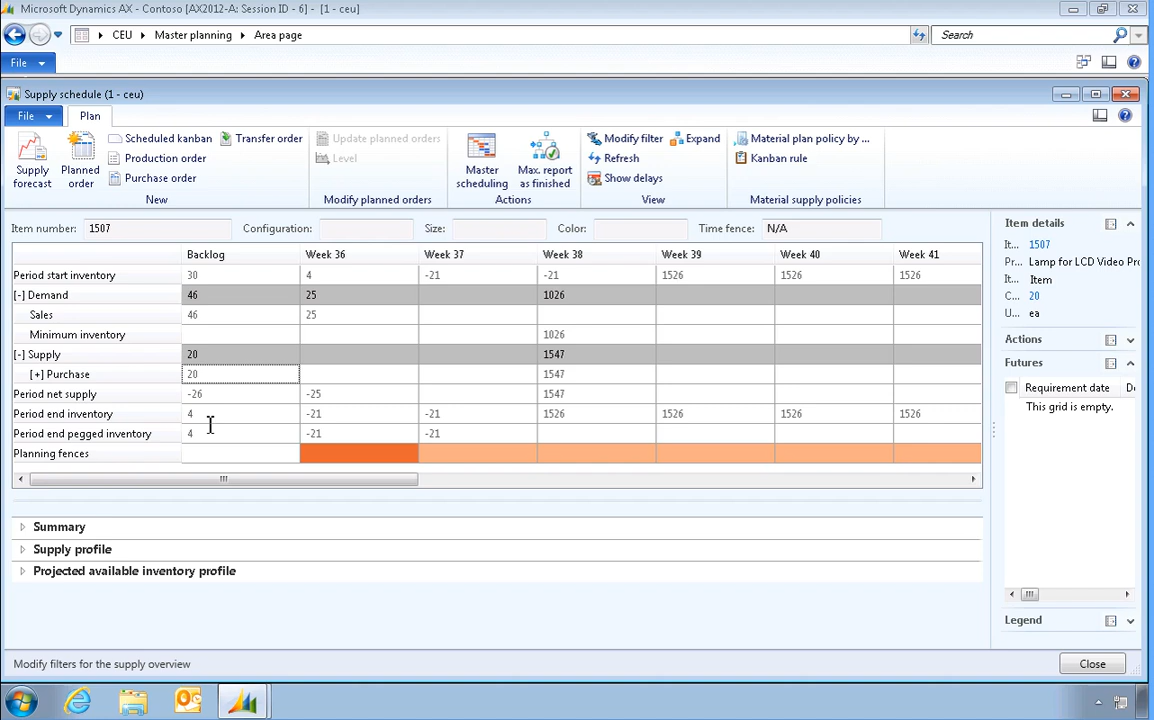 Microsoft Dynamics AX - Contoso [AX2012-A: Session ID - 6] - [1 - ceu]
CEU Master planning Area page Search
File
Supply schedule (1 - ceu)
File Plan
Supply forecast Planned order Scheduled kanban Transfer order Production order Purchase order New
Update planned orders Level Modify planned orders
Master scheduling Max. report as finished Actions
Modify filter Expand Refresh Show delays View
Material plan policy by ... Kanban rule Material supply policies
Item number: 1507 Configuration: Size: Color: Time fence: N/A
Backlog Week 36 Week 37 Week 38 Week 39 Week 40 Week 41
Period start inventory 30 4 -21 -21 1526 1526 1526
[-] Demand 46 25 1026
Sales 46 25
Minimum inventory 1026
[-] Supply 20 1547
[+] Purchase 20 1547
Period net supply -26 -25 1547
Period end inventory 4 -21 -21 1526 1526 1526 1526
Period end pegged inventory 4 -21 -21
Planning fences
Summary
Supply profile
Projected available inventory profile
Item details
It... 1507
Pr... Lamp for LCD Video Pro
It... Item
C... 20
U... ea
Actions
Futures
Requirement date
This grid is empty.
Legend
Modify filters for the supply overview Close